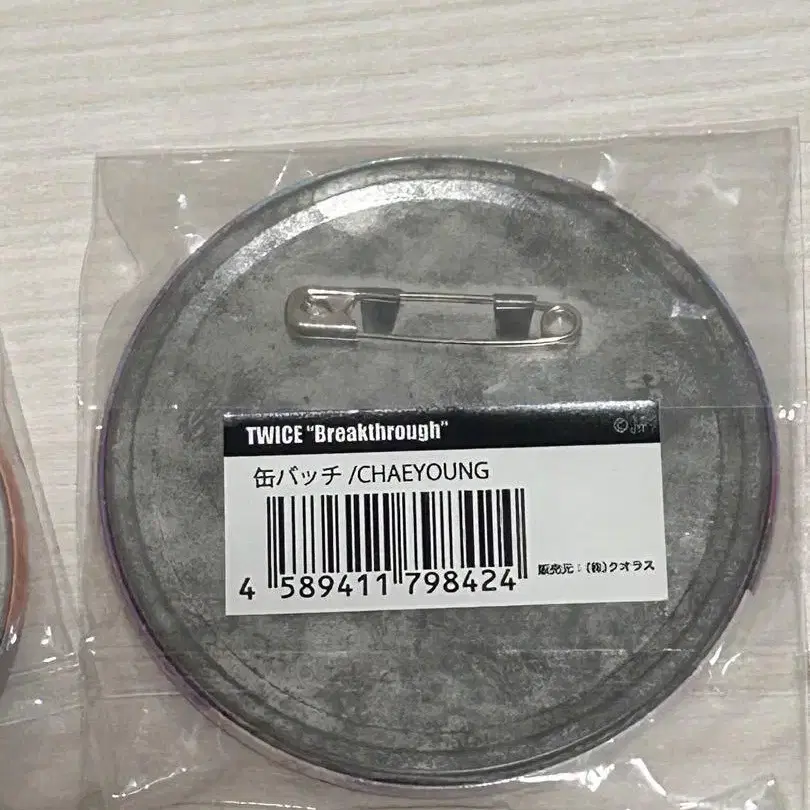 TWICE "Breakthrough"
缶バッチ /CHAEYOUNG
4 589411 798424
販売元：(株)クオラス